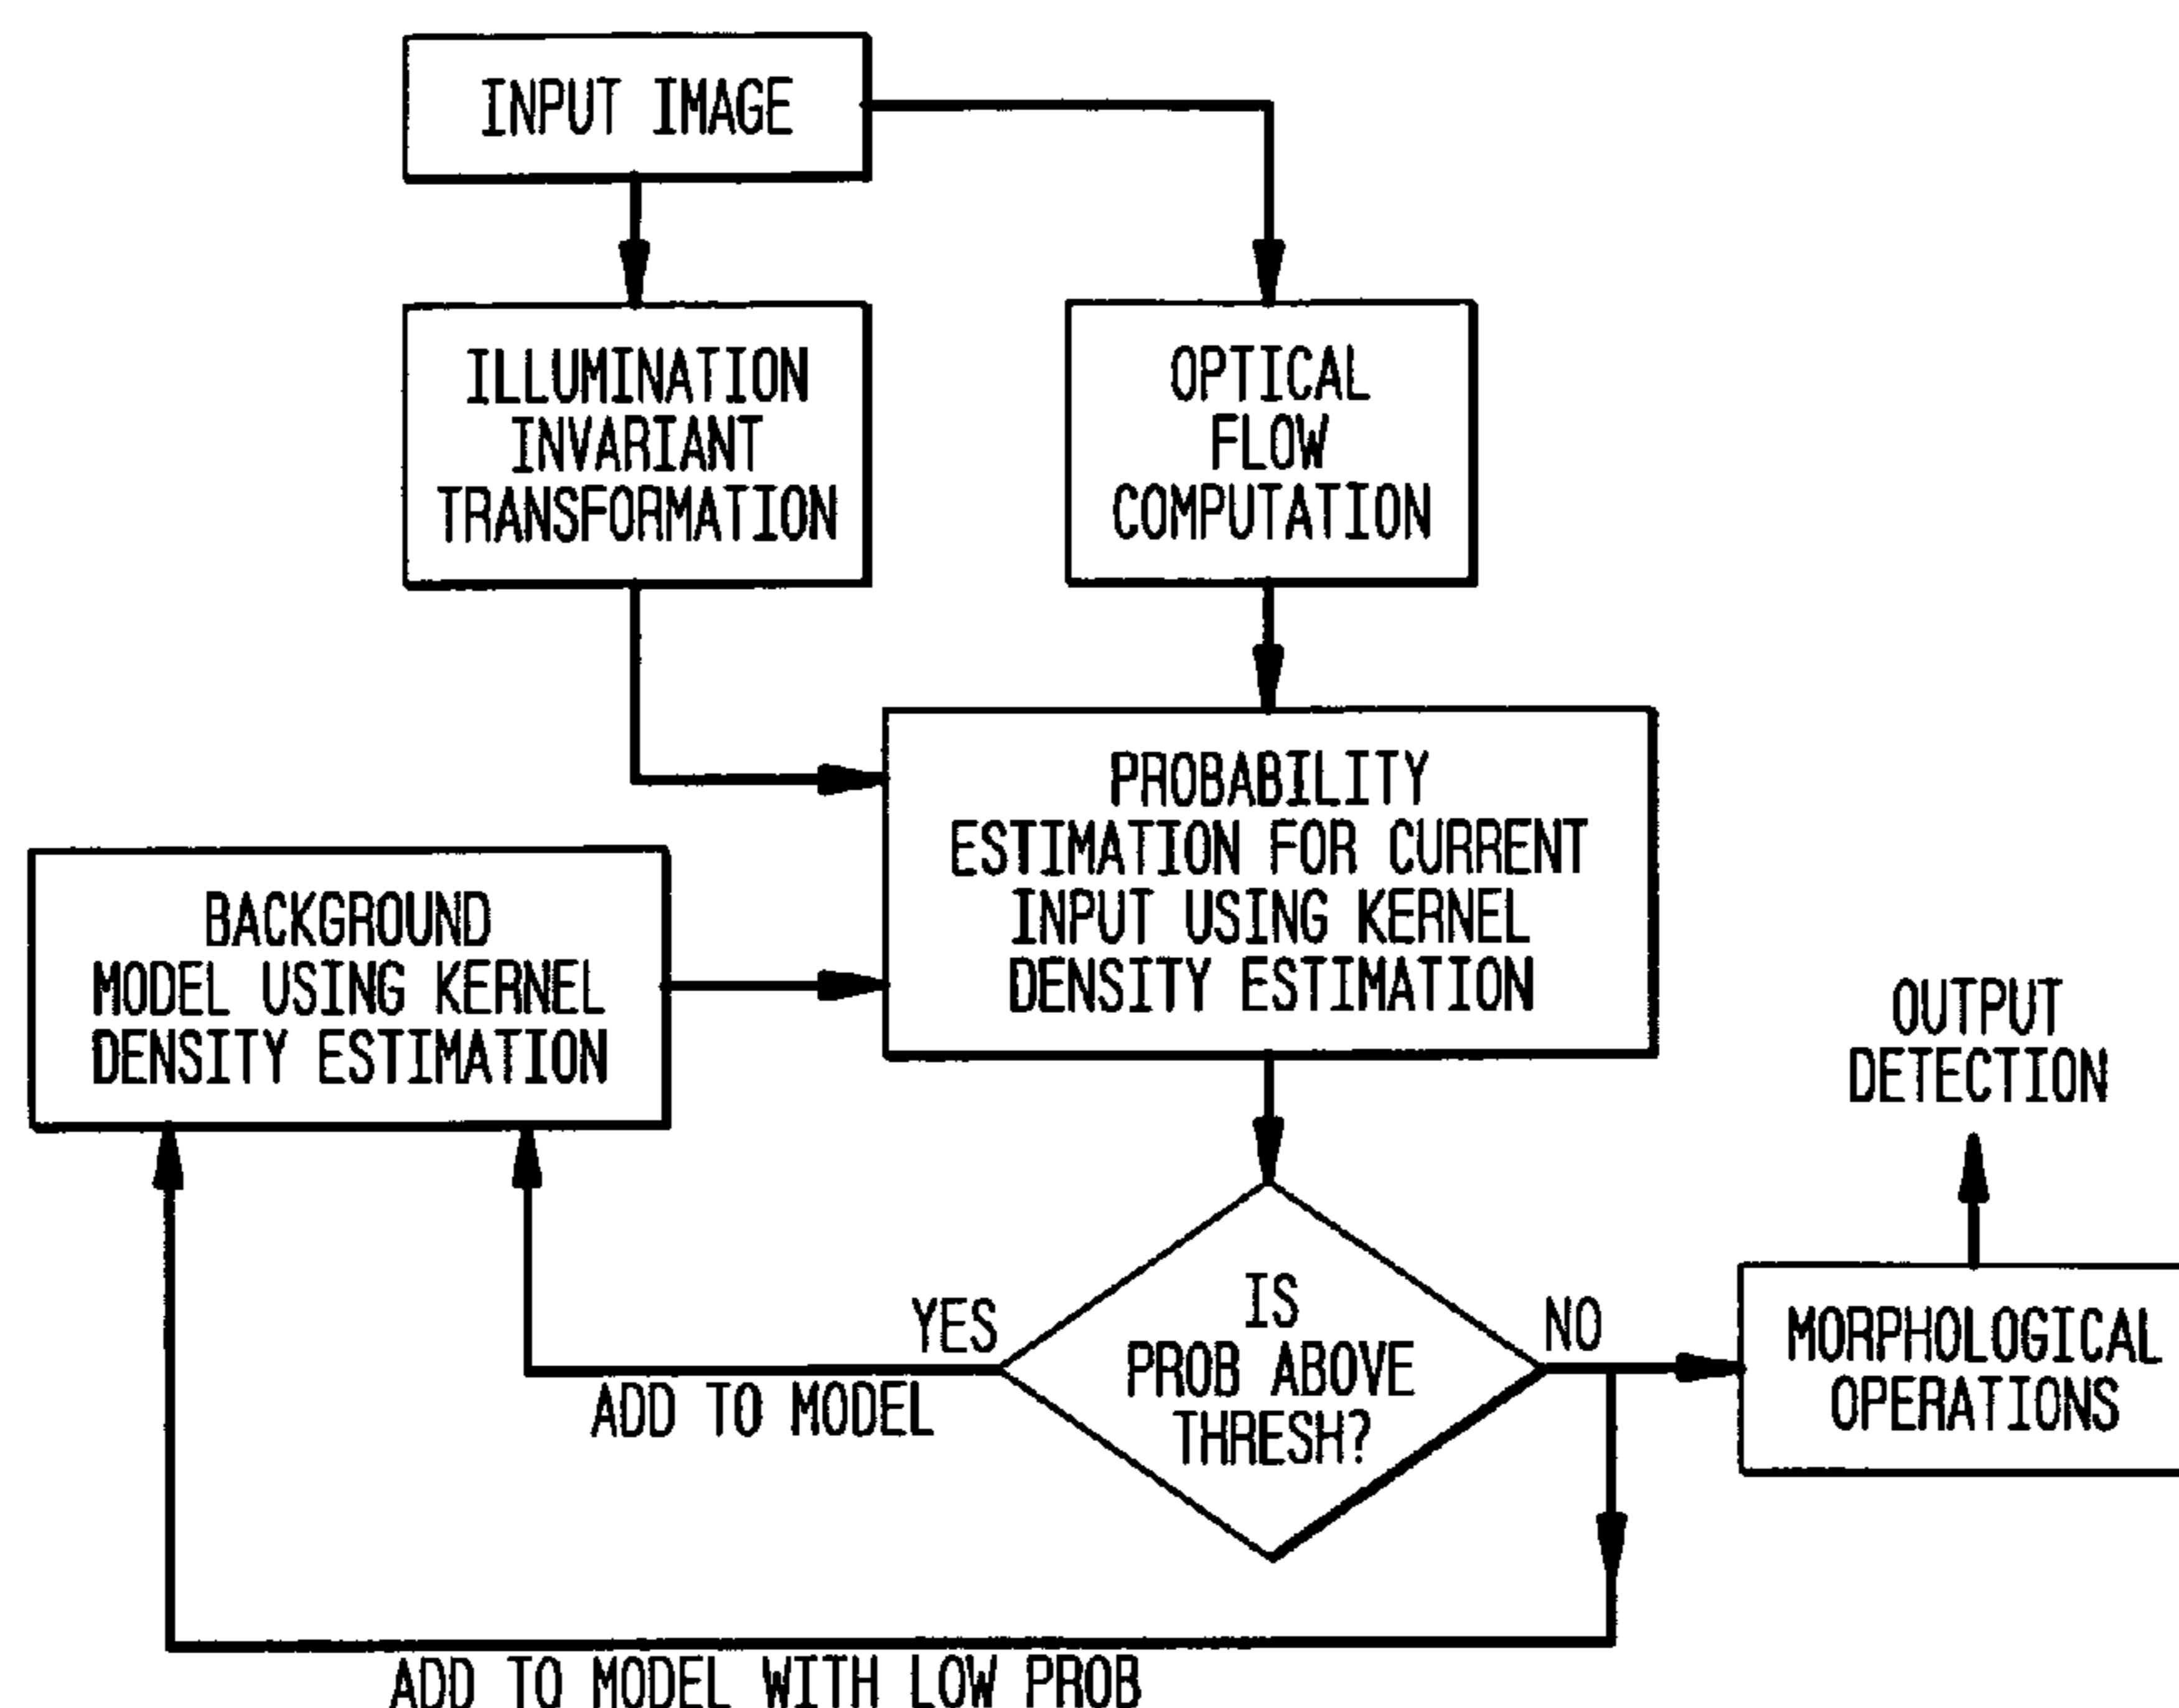 INPUT IMAGE
ILLUMINATION
INVARIANT
TRANSFORMATION
OPTICAL
FLOW
COMPUTATION
PROBABILITY
ESTIMATION FOR CURRENT
INPUT USING KERNEL
DENSITY ESTIMATION
BACKGROUND
MODEL USING KERNEL
DENSITY ESTIMATION
OUTPUT
DETECTION
YES
IS
PROB ABOVE
THRESH?
NO
MORPHOLOGICAL
OPERATIONS
ADD TO MODEL
ADD TO MODEL WITH LOW PROB